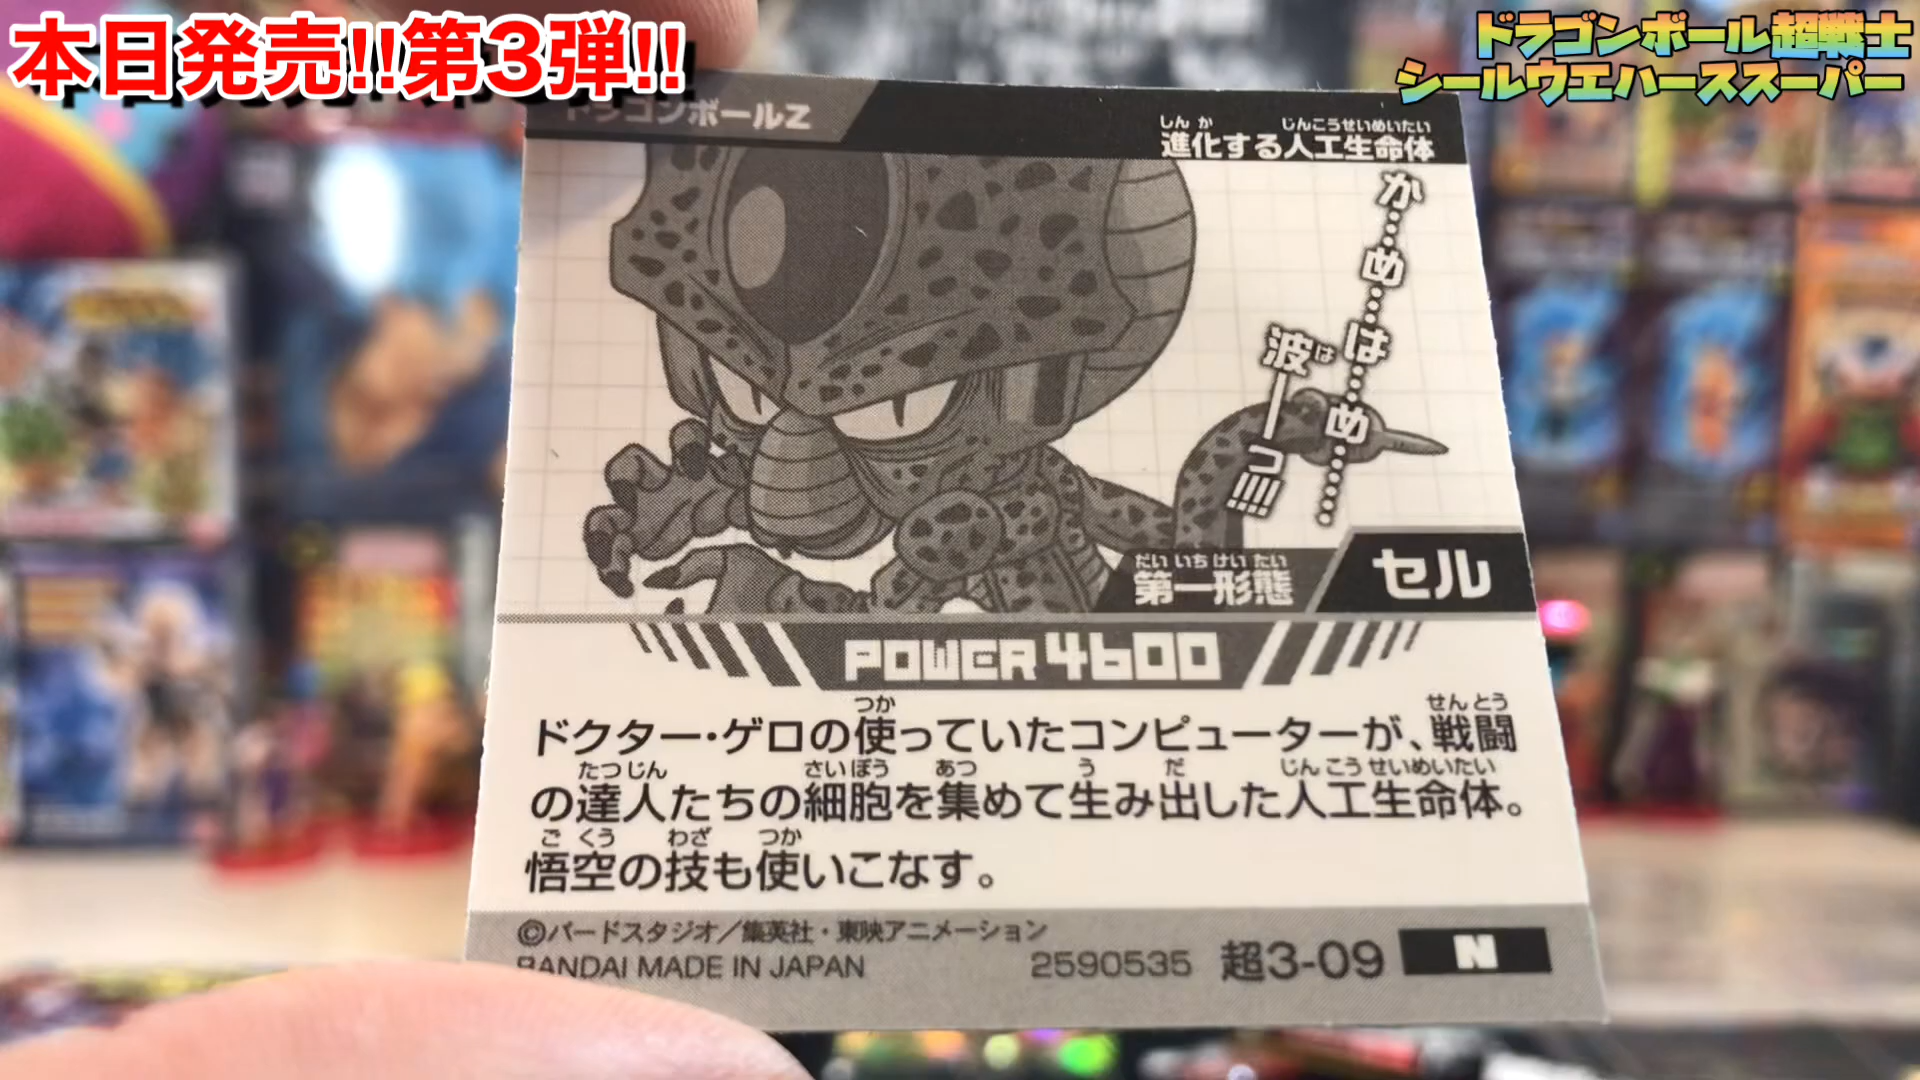 本日発売!!第3弾!!
ドラゴンボール超戦士
シールウエハーススーパー
ドラゴンボールZ
しんか じんこうせいめいたい
進化する人工生命体
か…め…は…め……
波ーっ!!!!
は
だいいちけいたい
第一形態
セル
POWER 4600
つか せんとう
ドクター・ゲロの使っていたコンピューターが、戦闘
たつじん さいぼう あつ う だ じんこうせいめいたい
の達人たちの細胞を集めて生み出した人工生命体。
ごくう わざ つか
悟空の技も使いこなす。
©バードスタジオ/集英社・東映アニメーション
BANDAI MADE IN JAPAN 2590535 超3-09 N